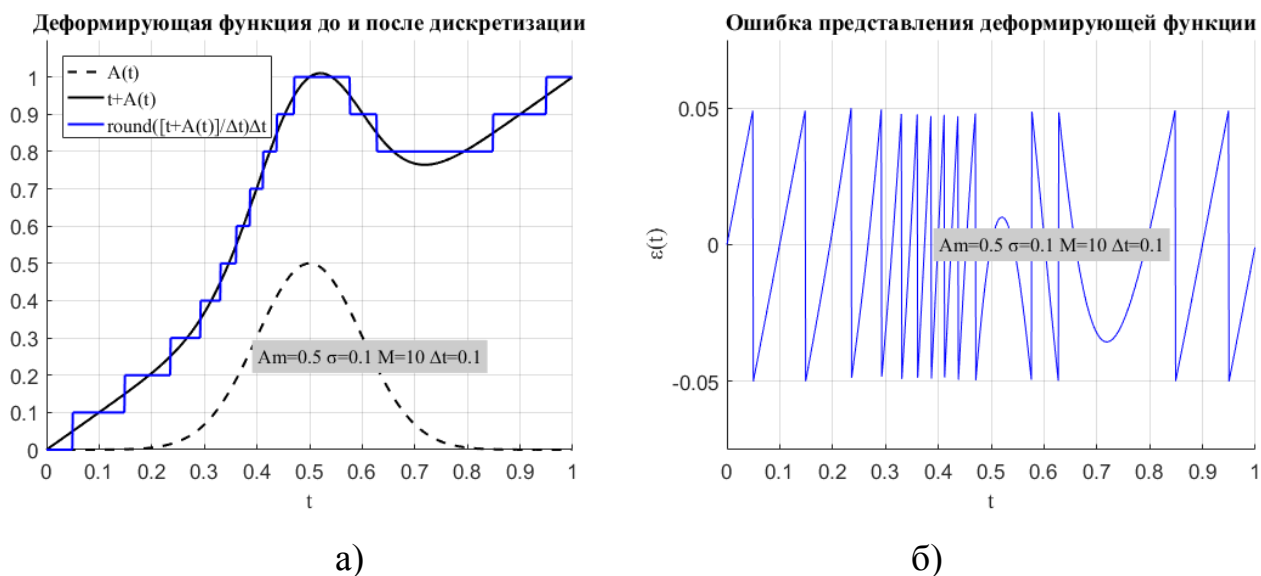 Деформирующая функция до и после дискретизации
A(t)
t+A(t)
round([t+A(t)]/Δt)Δt
1
0.9
0.8
0.7
0.6
0.5
0.4
0.3
0.2
0.1
0
Am=0.5 σ=0.1 M=10 Δt=0.1
0 0.1 0.2 0.3 0.4 0.5 0.6 0.7 0.8 0.9 1
t
а)
Ошибка представления деформирующей функции
0.05
0
-0.05
ε(t)
Am=0.5 σ=0.1 M=10 Δt=0.1
0 0.1 0.2 0.3 0.4 0.5 0.6 0.7 0.8 0.9 1
t
б)